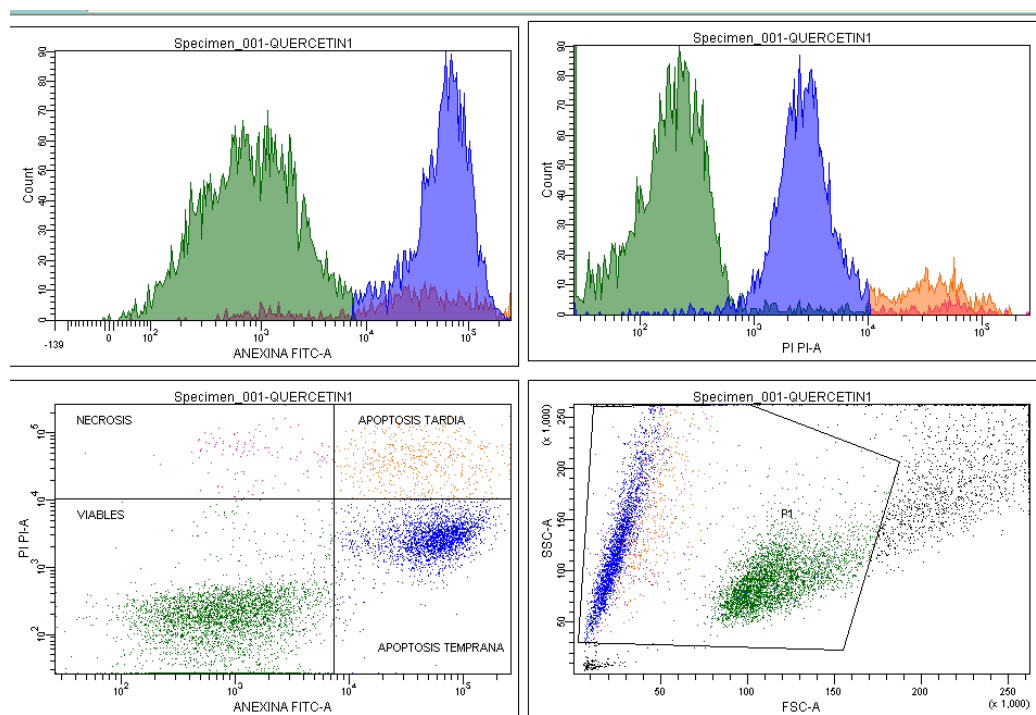 Specimen_001-QUERCETIN1
Count
0 10 20 30 40 50 60 70 80 90
-139 0 10² 10³ 10⁴ 10⁵
ANEXINA FITC-A
Specimen_001-QUERCETIN1
Count
0 10 20 30 40 50 60 70 80 90
10² 10³ 10⁴ 10⁵
PI PI-A
Specimen_001-QUERCETIN1
NECROSIS
APOPTOSIS TARDIA
VIABLES
APOPTOSIS TEMPRANA
PI PI-A
10² 10³ 10⁴ 10⁵
10² 10³ 10⁴ 10⁵
ANEXINA FITC-A
Specimen_001-QUERCETIN1
(x 1,000)
SSC-A
50 100 150 200 250
P1
50 100 150 200 250
FSC-A
(x 1,000)